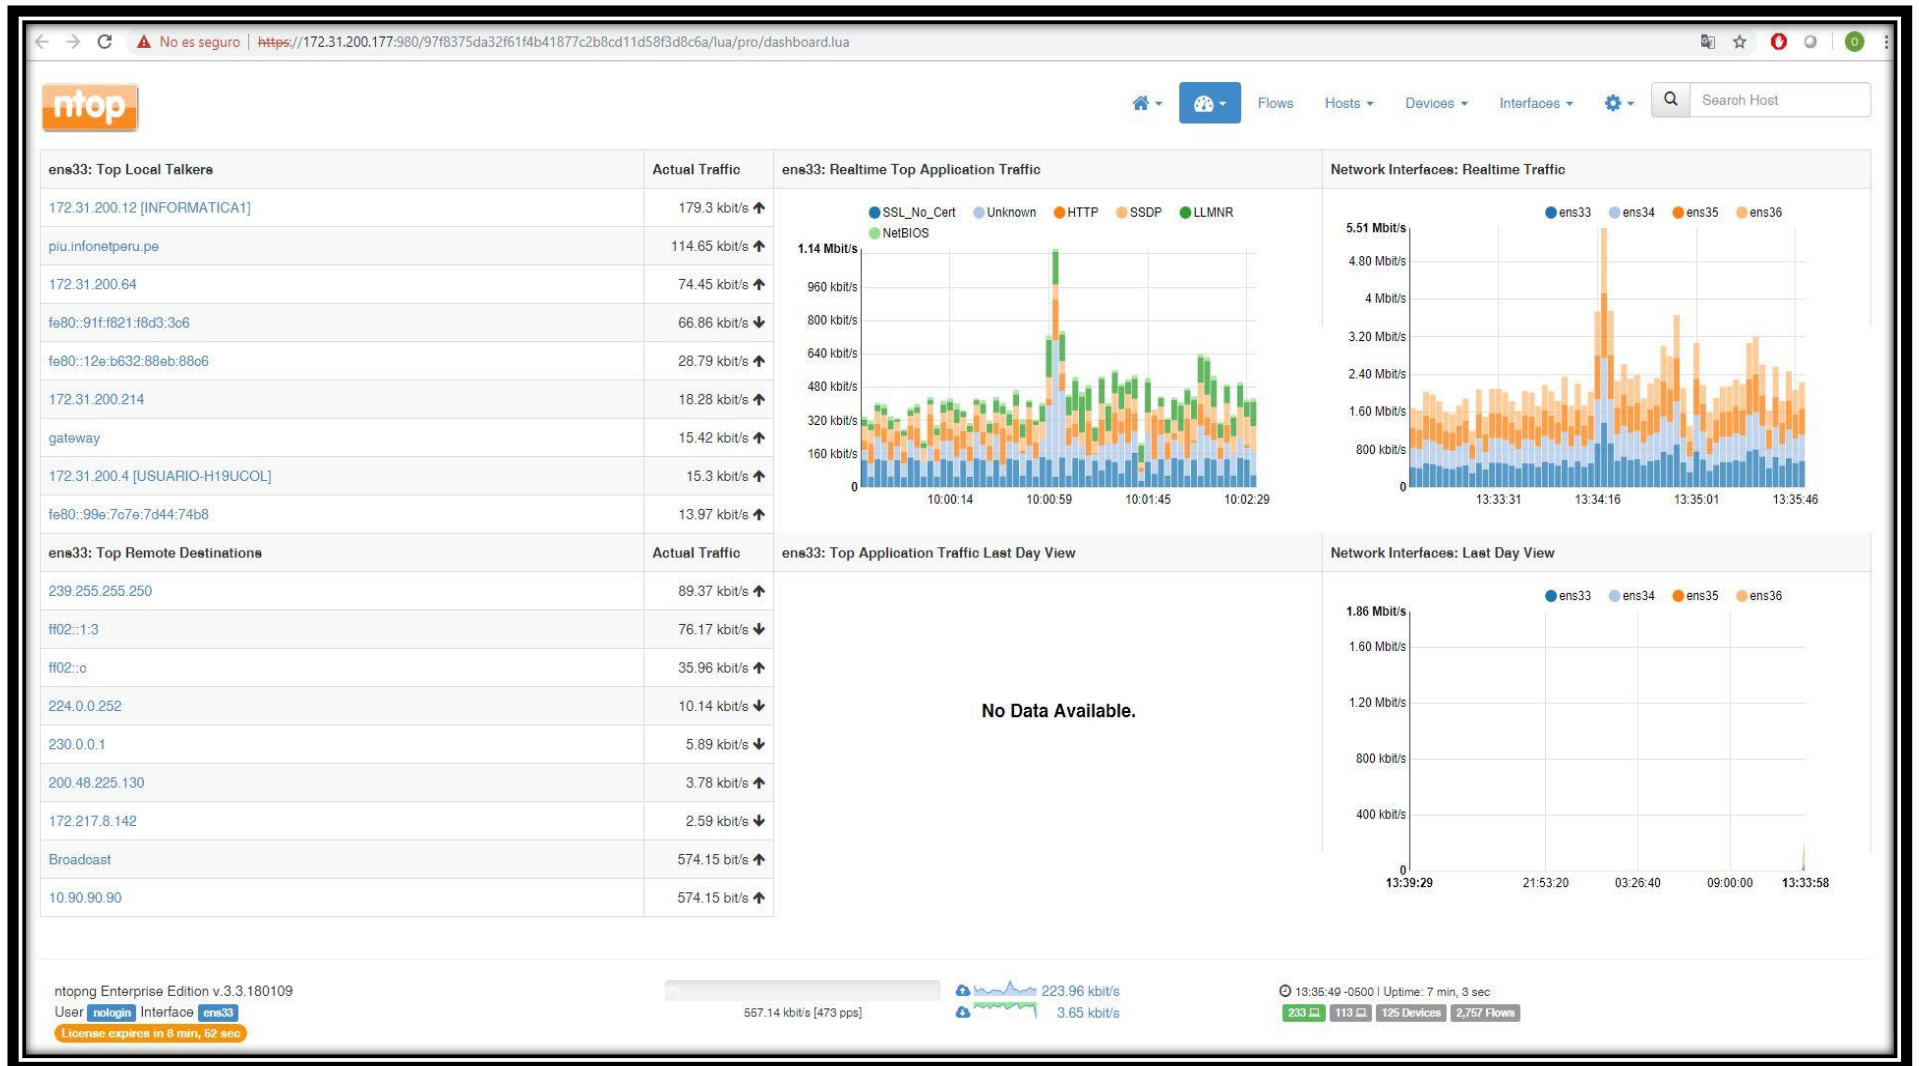 No es seguro | https://172.31.200.177:980/97f8375da32f61f4b41877c2b8cd11d58f3d8c6a/lua/pro/dashboard.lua
O
ntop
Flows
Hosts
Devices
Interfaces
Search Host
ens33: Top Local Talkers
Actual Traffic
172.31.200.12 [INFORMATICA1]
179.3 kbit/s
piu.infonetperu.pe
114.65 kbit/s
172.31.200.64
74.45 kbit/s
fe80::91f:f821:f8d3:3c6
66.86 kbit/s
fe80::12e:b632:88eb:88c6
28.79 kbit/s
172.31.200.214
18.28 kbit/s
gateway
15.42 kbit/s
172.31.200.4 [USUARIO-H19UCOL]
15.3 kbit/s
fe80::99e:7c7e:7d44:74b8
13.97 kbit/s
ens33: Top Remote Destinations
Actual Traffic
239.255.255.250
89.37 kbit/s
ff02::1:3
76.17 kbit/s
ff02::c
35.96 kbit/s
224.0.0.252
10.14 kbit/s
230.0.0.1
5.89 kbit/s
200.48.225.130
3.78 kbit/s
172.217.8.142
2.59 kbit/s
Broadcast
574.15 bit/s
10.90.90.90
574.15 bit/s
ens33: Realtime Top Application Traffic
SSL_No_Cert Unknown HTTP SSDP LLMNR
NetBIOS
1.14 Mbit/s
960 kbit/s
800 kbit/s
640 kbit/s
480 kbit/s
320 kbit/s
160 kbit/s
0
10:00:14 10:00:59 10:01:45 10:02:29
Network Interfaces: Realtime Traffic
ens33 ens34 ens35 ens36
5.51 Mbit/s
4.80 Mbit/s
4 Mbit/s
3.20 Mbit/s
2.40 Mbit/s
1.60 Mbit/s
800 kbit/s
0
13:33:31 13:34:16 13:35:01 13:35:46
ens33: Top Application Traffic Last Day View
No Data Available.
Network Interfaces: Last Day View
ens33 ens34 ens35 ens36
1.86 Mbit/s
1.60 Mbit/s
1.20 Mbit/s
800 kbit/s
400 kbit/s
0
13:39:29 21:53:20 03:26:40 09:00:00 13:33:58
ntopng Enterprise Edition v.3.3.180109
User nologin Interface ens33
License expires in 8 min, 52 sec
0%
557.14 kbit/s [473 pps]
223.96 kbit/s
3.65 kbit/s
13:35:49 -0500 | Uptime: 7 min, 3 sec
233 113 125 Devices 2,757 Flows